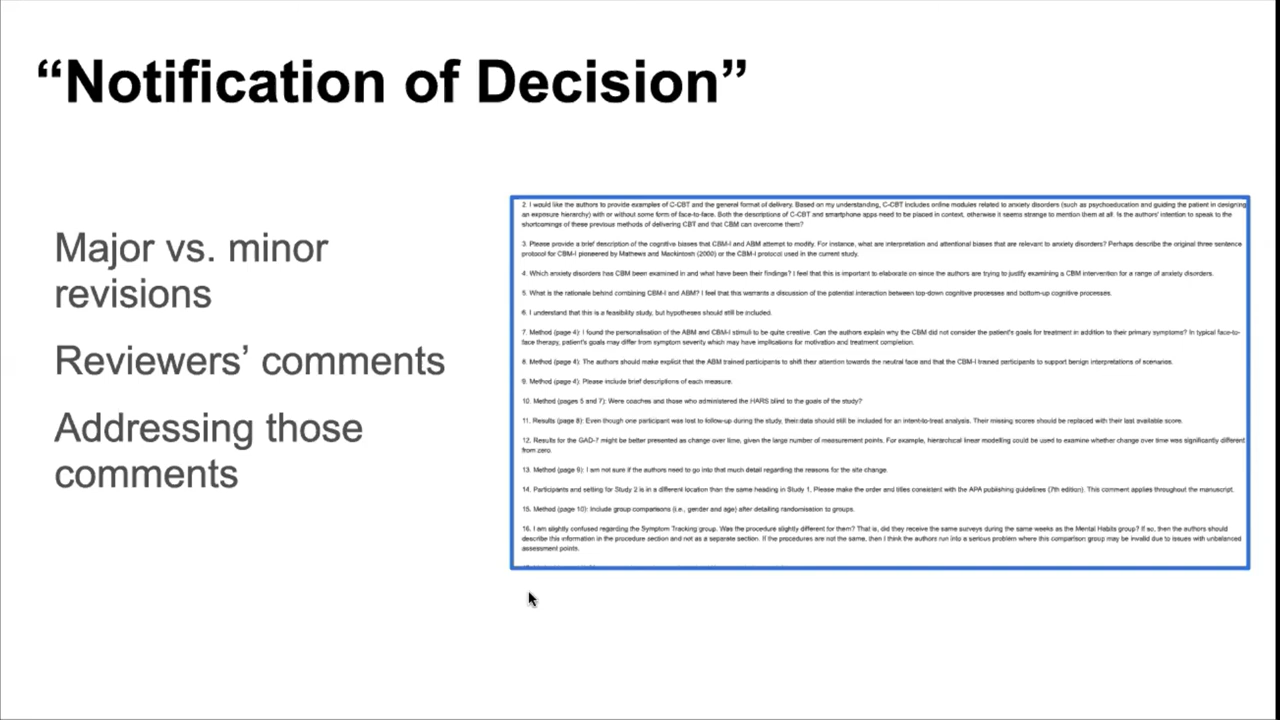 “Notification of Decision”
Major vs. minor
revisions
Reviewers’ comments
Addressing those
comments
2. I would like the authors to provide examples of C-CBT and the general format of delivery. Based on my understanding, C-CBT includes online modules related to anxiety disorders (such as psychoeducation and guiding the patient in designing
an exposure hierarchy) with or without some form of face-to-face. Both the descriptions of C-CBT and smartphone apps need to be placed in context, otherwise it seems strange to mention them at all. Is the authors' intention to speak to the
shortcomings of these previous methods of delivering CBT and that CBM can overcome them?
3. Please provide a brief description of the cognitive biases that CBM-I and ABM attempt to modify. For instance, what are interpretation and attentional biases that are relevant to anxiety disorders? Perhaps describe the original three sentence
protocol for CBM-I pioneered by Mathews and Mackintosh (2000) or the CBM-I protocol used in the current study.
4. Which anxiety disorders has CBM been examined in and what have been their findings? I feel that this is important to elaborate on since the authors are trying to justify examining a CBM intervention for a range of anxiety disorders.
5. What is the rationale behind combining CBM-I and ABM? I feel that this warrants a discussion of the potential interaction between top-down cognitive processes and bottom-up cognitive processes.
6. I understand that this is a feasibility study, but hypotheses should still be included.
7. Method (page 4): I found the personalisation of the ABM and CBM-I stimuli to be quite creative. Can the authors explain why the CBM did not consider the patient's goals for treatment in addition to their primary symptoms? In typical face-to-
face therapy, patient's goals may differ from symptom severity which may have implications for motivation and treatment completion.
8. Method (page 4): The authors should make explicit that the ABM trained participants to shift their attention towards the neutral face and that the CBM-I trained participants to support benign interpretations of scenarios.
9. Method (page 4): Please include brief descriptions of each measure.
10. Method (pages 5 and 7): Were coaches and those who administered the HARS blind to the goals of the study?
11. Results (page 8): Even though one participant was lost to follow-up during the study, their data should still be included for an intent-to-treat analysis. Their missing scores should be replaced with their last available score.
12. Results for the GAD-7 might be better presented as change over time, given the large number of measurement points. For example, hierarchical linear modelling could be used to examine whether change over time was significantly different
from zero.
13. Method (page 9): I am not sure if the authors need to go into that much detail regarding the reasons for the site change.
14. Participants and setting for Study 2 is in a different location than the same heading in Study 1. Please make the order and titles consistent with the APA publishing guidelines (7th edition). This comment applies throughout the manuscript.
15. Method (page 10): Include group comparisons (i.e., gender and age) after detailing randomisation to groups.
16. I am slightly confused regarding the Symptom Tracking group. Was the procedure slightly different for them? That is, did they receive the same surveys during the same weeks as the Mental Habits group? If so, then the authors should
describe this information in the procedure section and not as a separate section. If the procedures are not the same, then I think the authors run into a serious problem where this comparison group may be invalid due to issues with unbalanced
assessment points.